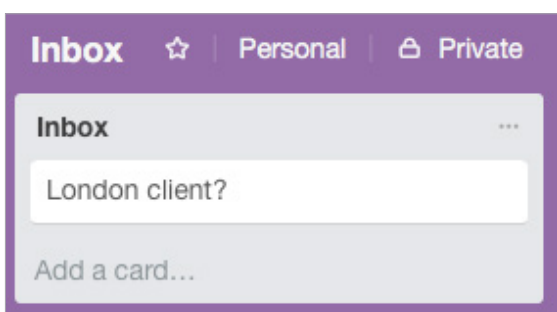 Inbox Personal Private
Inbox ...
London client?
Add a card...